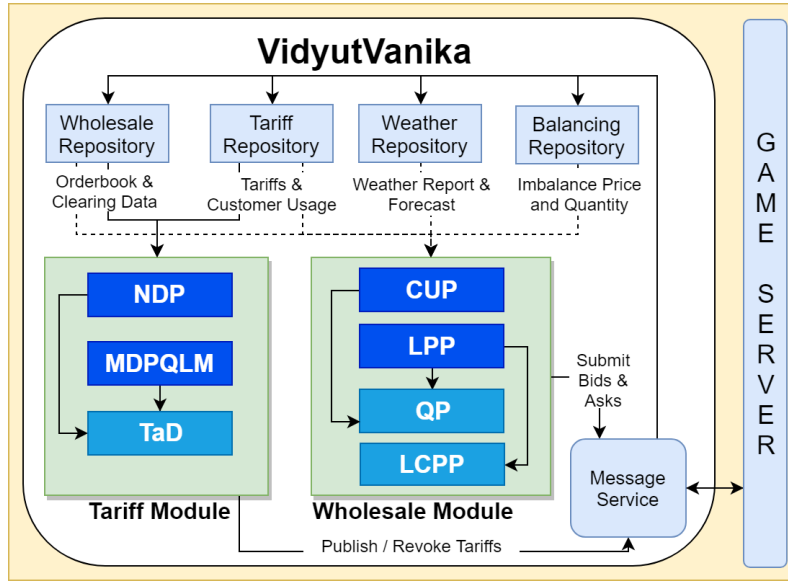 VidyutVanika
Wholesale
Repository
Tariff
Repository
Weather
Repository
Balancing
Repository
Orderbook &
Clearing Data
Tariffs &
Customer Usage
Weather Report &
Forecast
Imbalance Price
and Quantity
NDP
MDPQLM
TaD
Tariff Module
CUP
LPP
QP
LCPP
Wholesale Module
Submit
Bids &
Asks
Message
Service
Publish / Revoke Tariffs
GAME SERVER